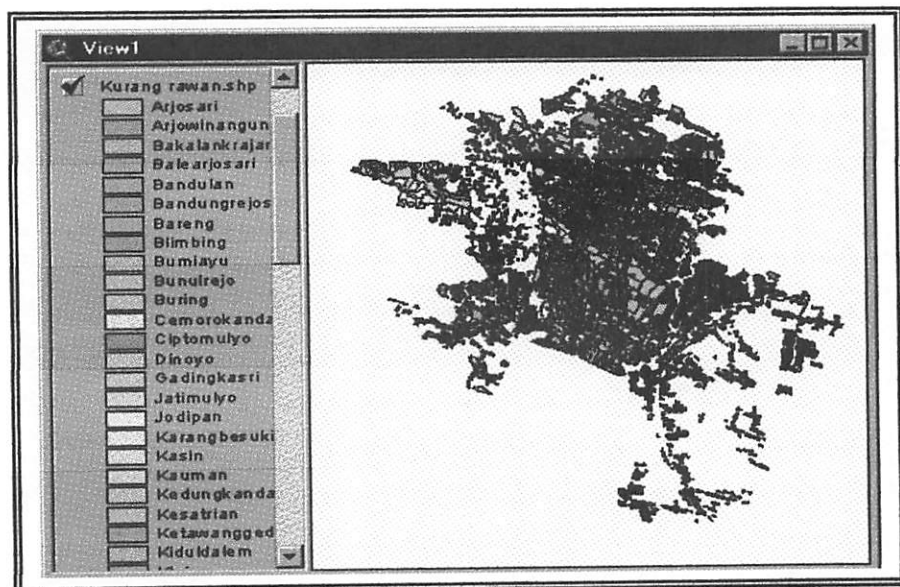 View1
Kurang rawan.shp
Arjosari
Arjowinangun
Bakalankrajar
Balearjosari
Bandulan
Bandungrejos
Bareng
Blimbing
Bumiayu
Bunulrejo
Buring
Cemorokanda
Ciptomulyo
Dinoyo
Gadingkasri
Jatimulyo
Jodipan
Karangbesuki
Kasin
Kauman
Kedungkanda
Kesatrian
Ketawangged
Kiduldalem